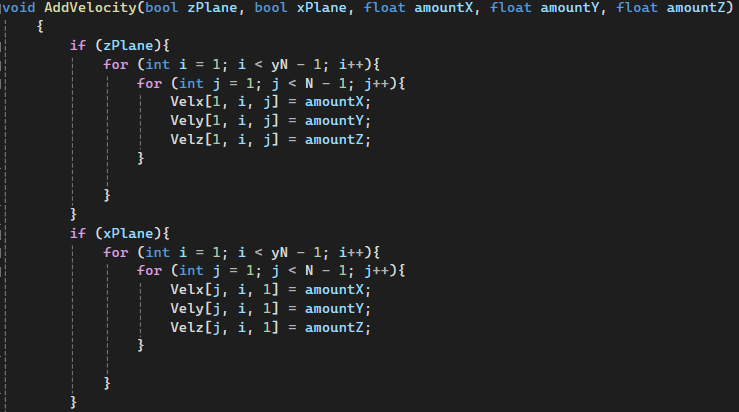 void AddVelocity(bool zPlane, bool xPlane, float amountX, float amountY, float amountZ)
{
if (zPlane){
for (int i = 1; i < yN - 1; i++){
for (int j = 1; j < N - 1; j++){
Velx[1, i, j] = amountX;
Vely[1, i, j] = amountY;
Velz[1, i, j] = amountZ;
}
}
}
if (xPlane){
for (int i = 1; i < yN - 1; i++){
for (int j = 1; j < N - 1; j++){
Velx[j, i, 1] = amountX;
Vely[j, i, 1] = amountY;
Velz[j, i, 1] = amountZ;
}
}
}